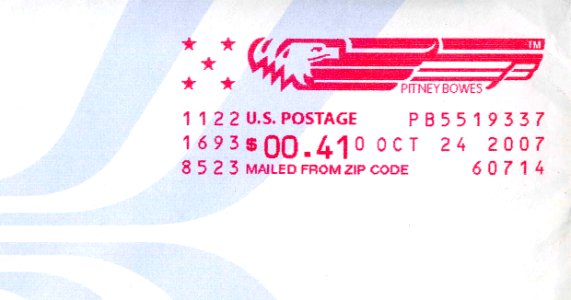 TM
PITNEY BOWES
1122 U.S. POSTAGE PB5519337
1693 $00.410 OCT 24 2007
8523 MAILED FROM ZIP CODE 60714